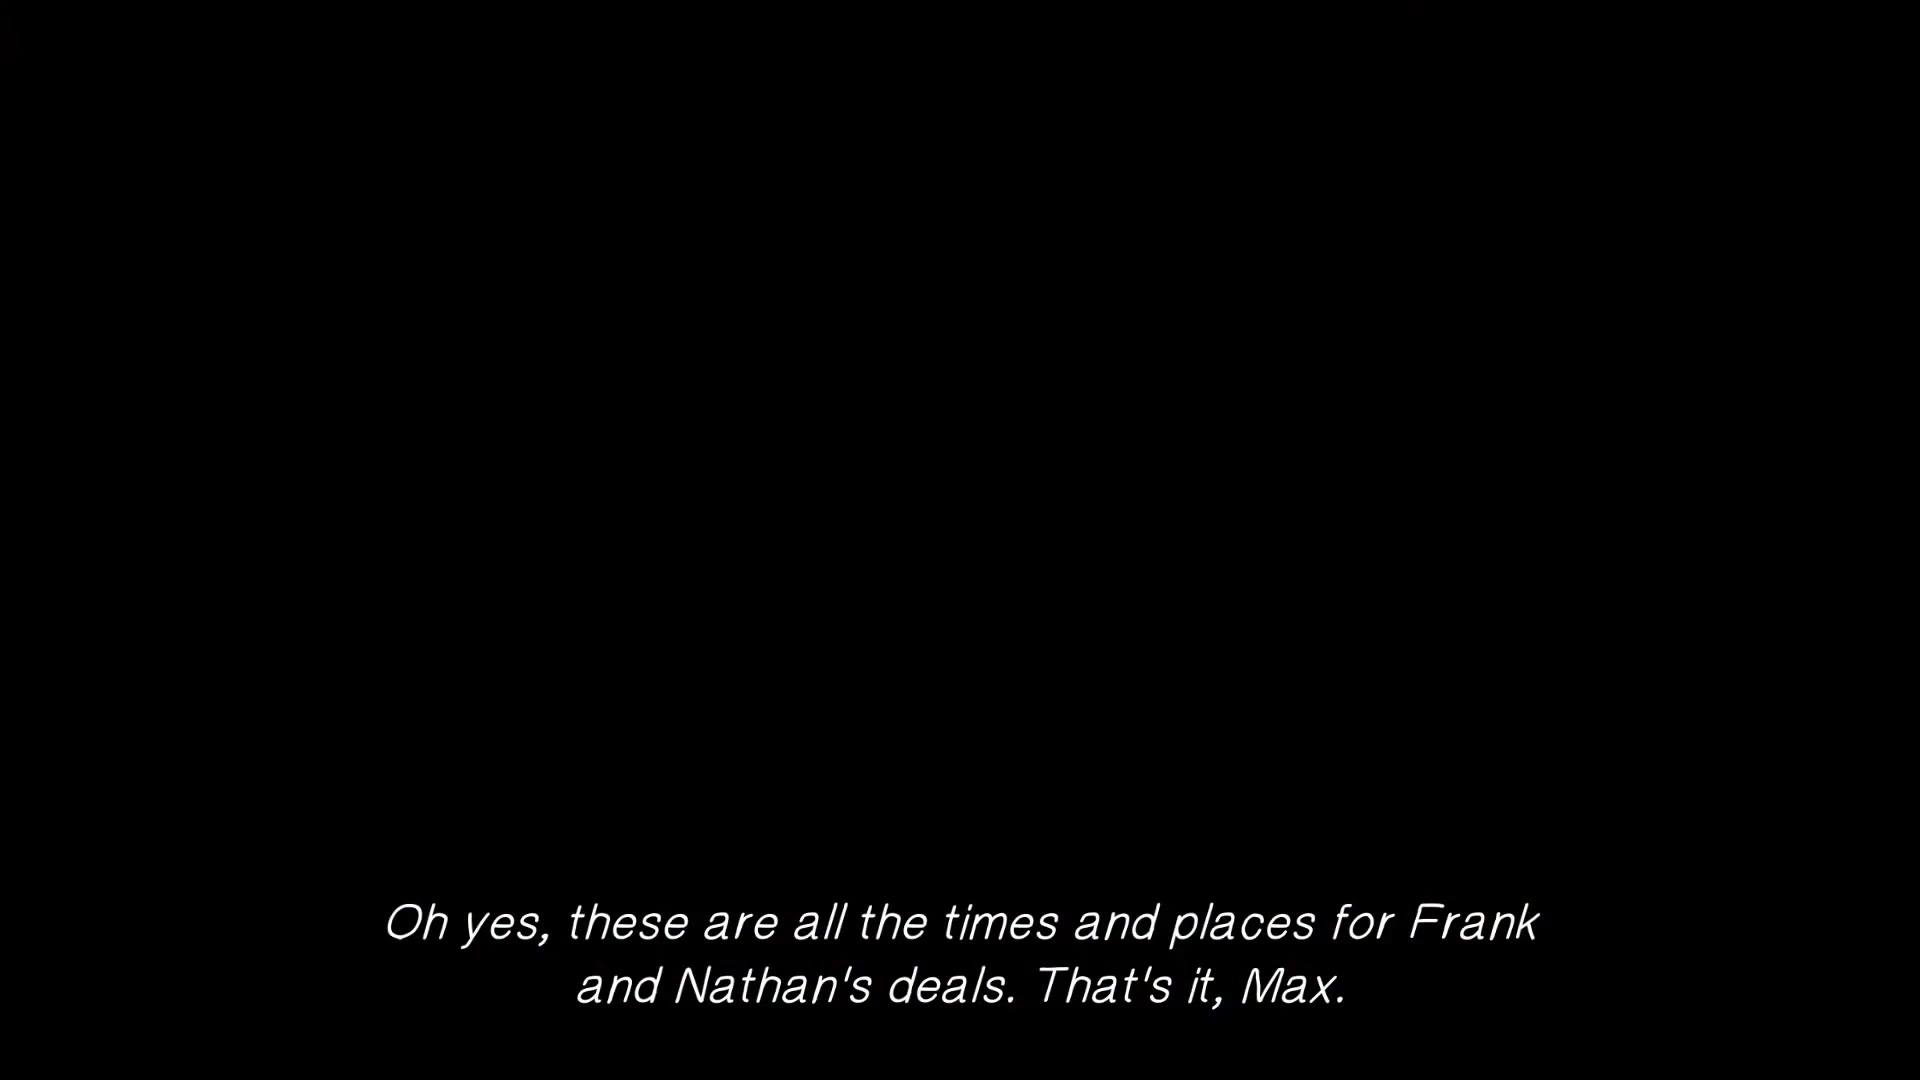 Oh yes, these are all the times and places for Frank
and Nathan's deals. That's it, Max.